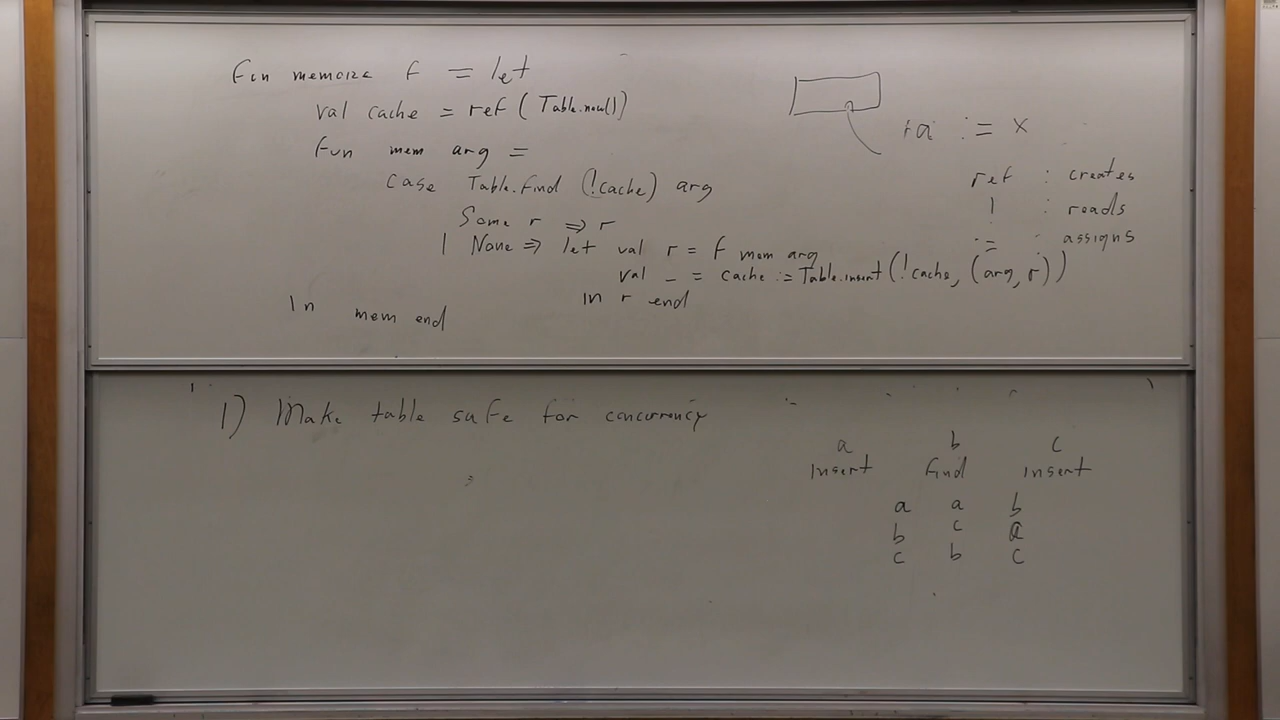 Fun memoize f = let
val cache = ref ( Table.new())
Fun mem arg =
case Table.find (!cache) arg
Some r ⇒ r
| None ⇒ let val r = f mem arg
val _ = cache := Table.insert (!cache, (arg, r))
in r end
In mem end
ra := x
ref : creates
! : reads
:= : assigns
1) Make table safe for concurrency
a b c
Insert find insert
a a b
b c a
c b c